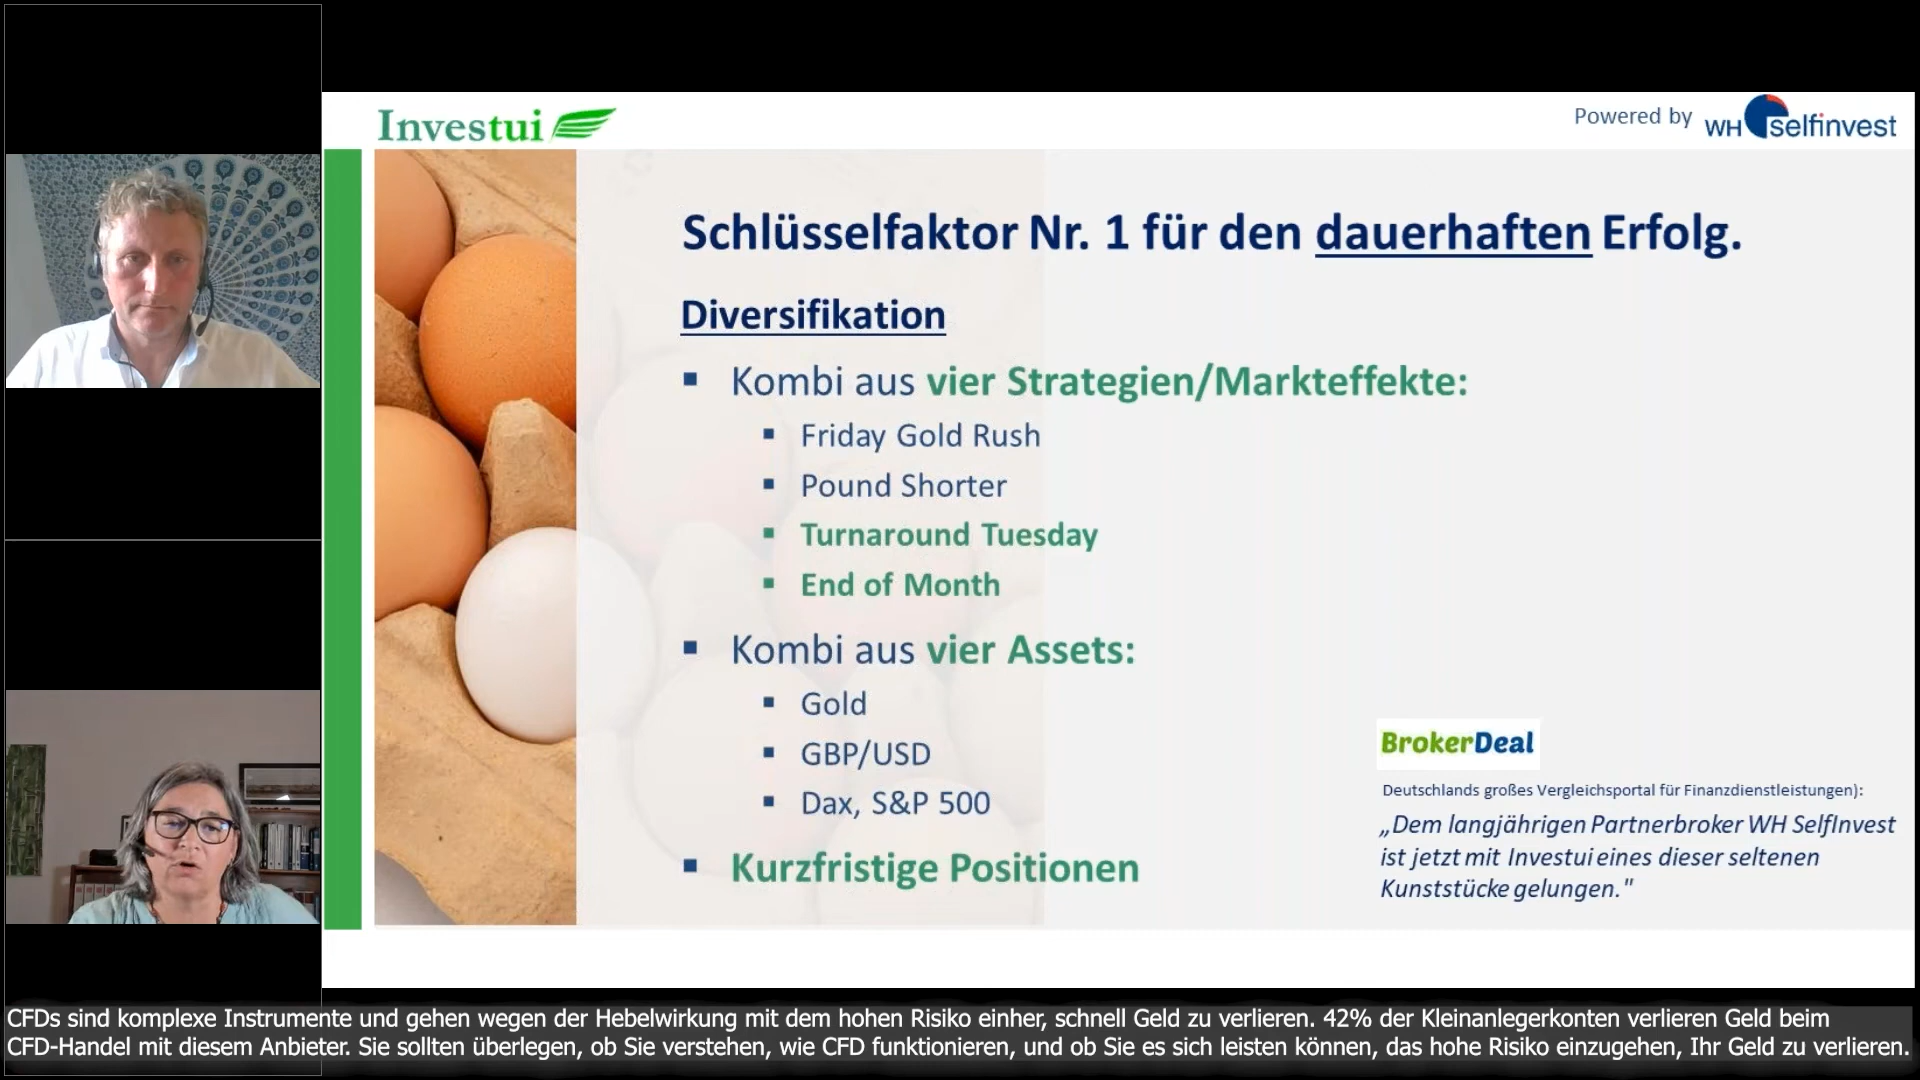 Investui
Powered by WH selfinvest
Schlüsselfaktor Nr. 1 für den dauerhaften Erfolg.
Diversifikation
▪ Kombi aus vier Strategien/Markteffekte:
▪ Friday Gold Rush
▪ Pound Shorter
▪ Turnaround Tuesday
▪ End of Month
▪ Kombi aus vier Assets:
▪ Gold
▪ GBP/USD
▪ Dax, S&P 500
▪ Kurzfristige Positionen
BrokerDeal
Deutschlands großes Vergleichsportal für Finanzdienstleistungen):
„Dem langjährigen Partnerbroker WH SelfInvest
ist jetzt mit Investui eines dieser seltenen
Kunststücke gelungen."
CFDs sind komplexe Instrumente und gehen wegen der Hebelwirkung mit dem hohen Risiko einher, schnell Geld zu verlieren. 42% der Kleinanlegerkonten verlieren Geld beim
CFD-Handel mit diesem Anbieter. Sie sollten überlegen, ob Sie verstehen, wie CFD funktionieren, und ob Sie es sich leisten können, das hohe Risiko einzugehen, Ihr Geld zu verlieren.